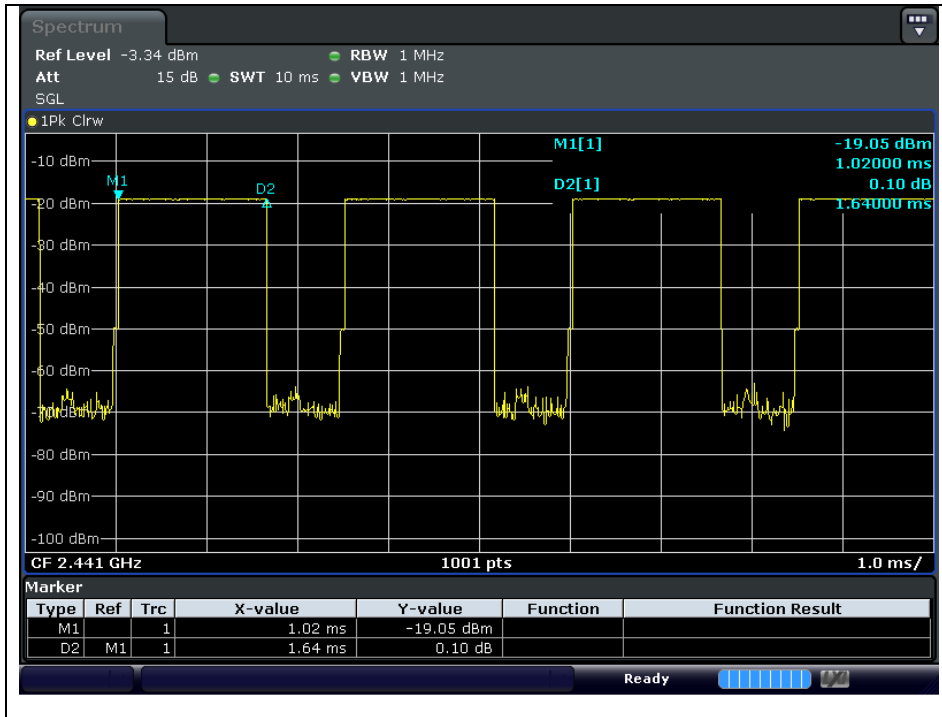 Spectrum
Ref Level -3.34 dBm RBW 1 MHz
Att 15 dB SWT 10 ms VBW 1 MHz
SGL
1Pk Clrw
M1[1] -19.05 dBm
1.02000 ms
D2[1] 0.10 dB
1.64000 ms
M1
D2
-10 dBm
-20 dBm
-30 dBm
-40 dBm
-50 dBm
-60 dBm
-70 dBm
-80 dBm
-90 dBm
-100 dBm
CF 2.441 GHz 1001 pts 1.0 ms/
Marker
Type Ref Trc X-value Y-value Function Function Result
M1 1 1.02 ms -19.05 dBm
D2 M1 1 1.64 ms 0.10 dB
Ready